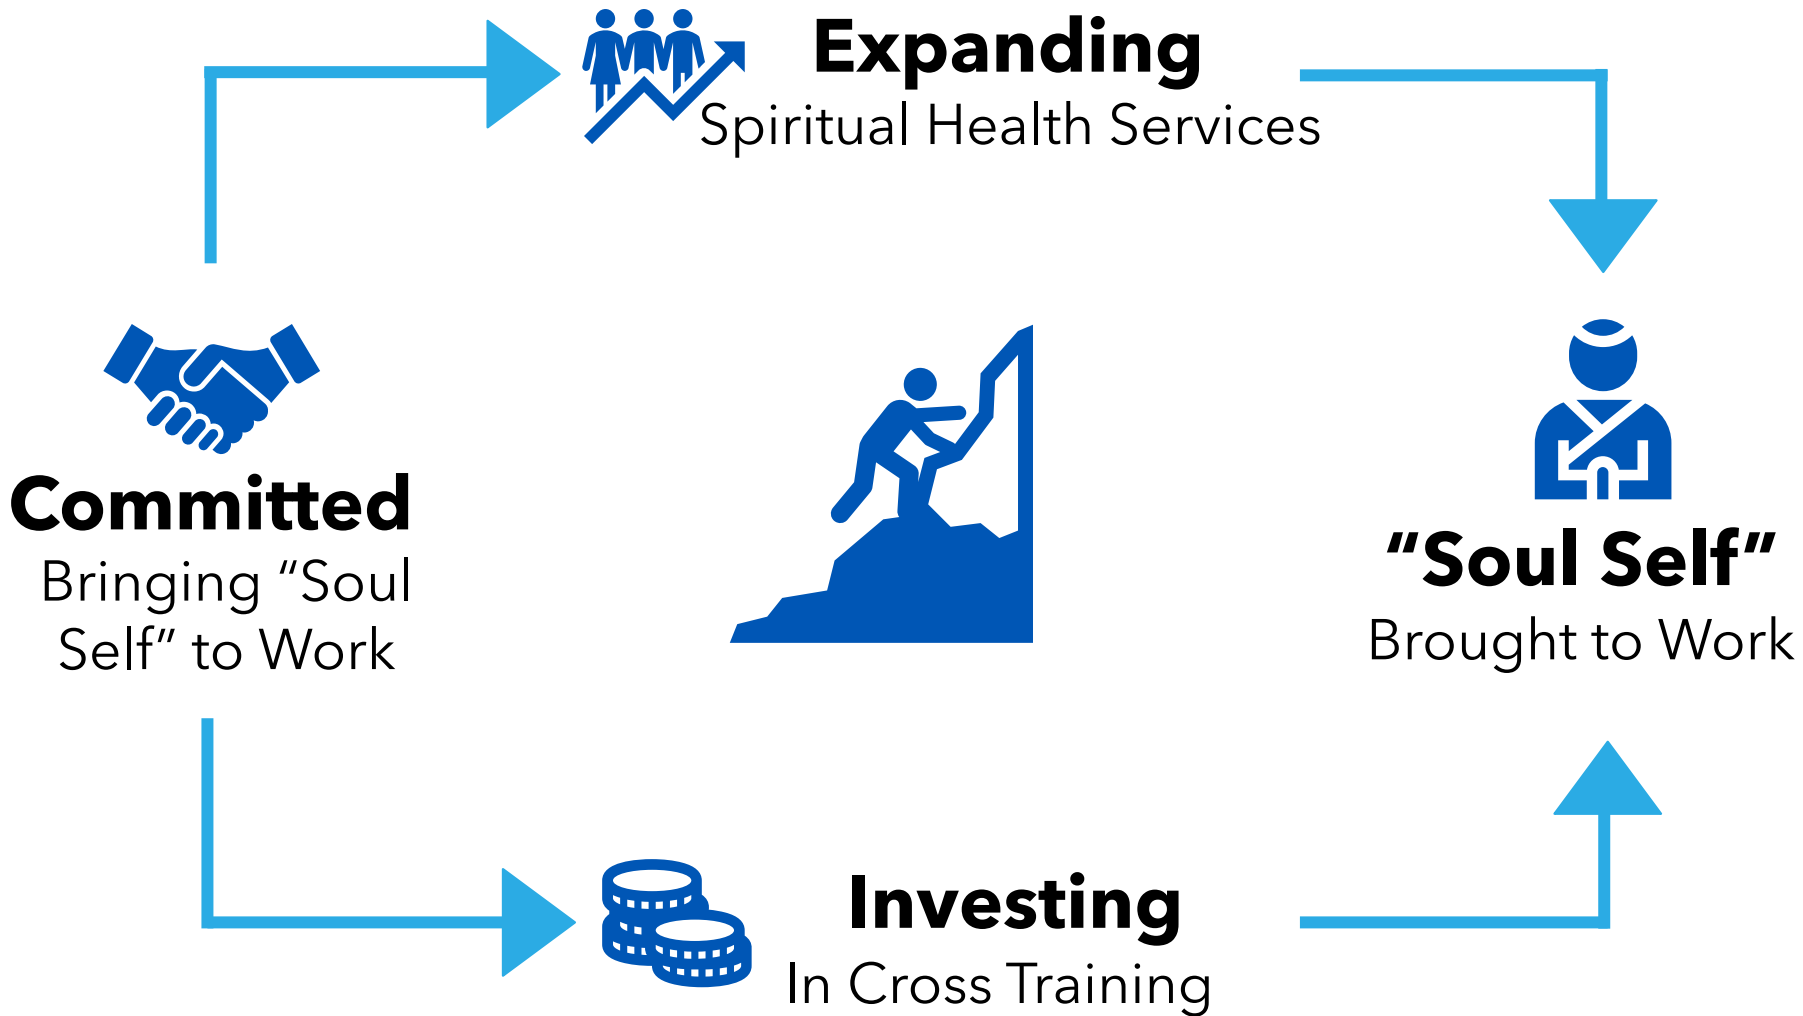 Expanding
Spiritual Health Services
Committed
Bringing “Soul
Self” to Work
“Soul Self”
Brought to Work
Investing
In Cross Training